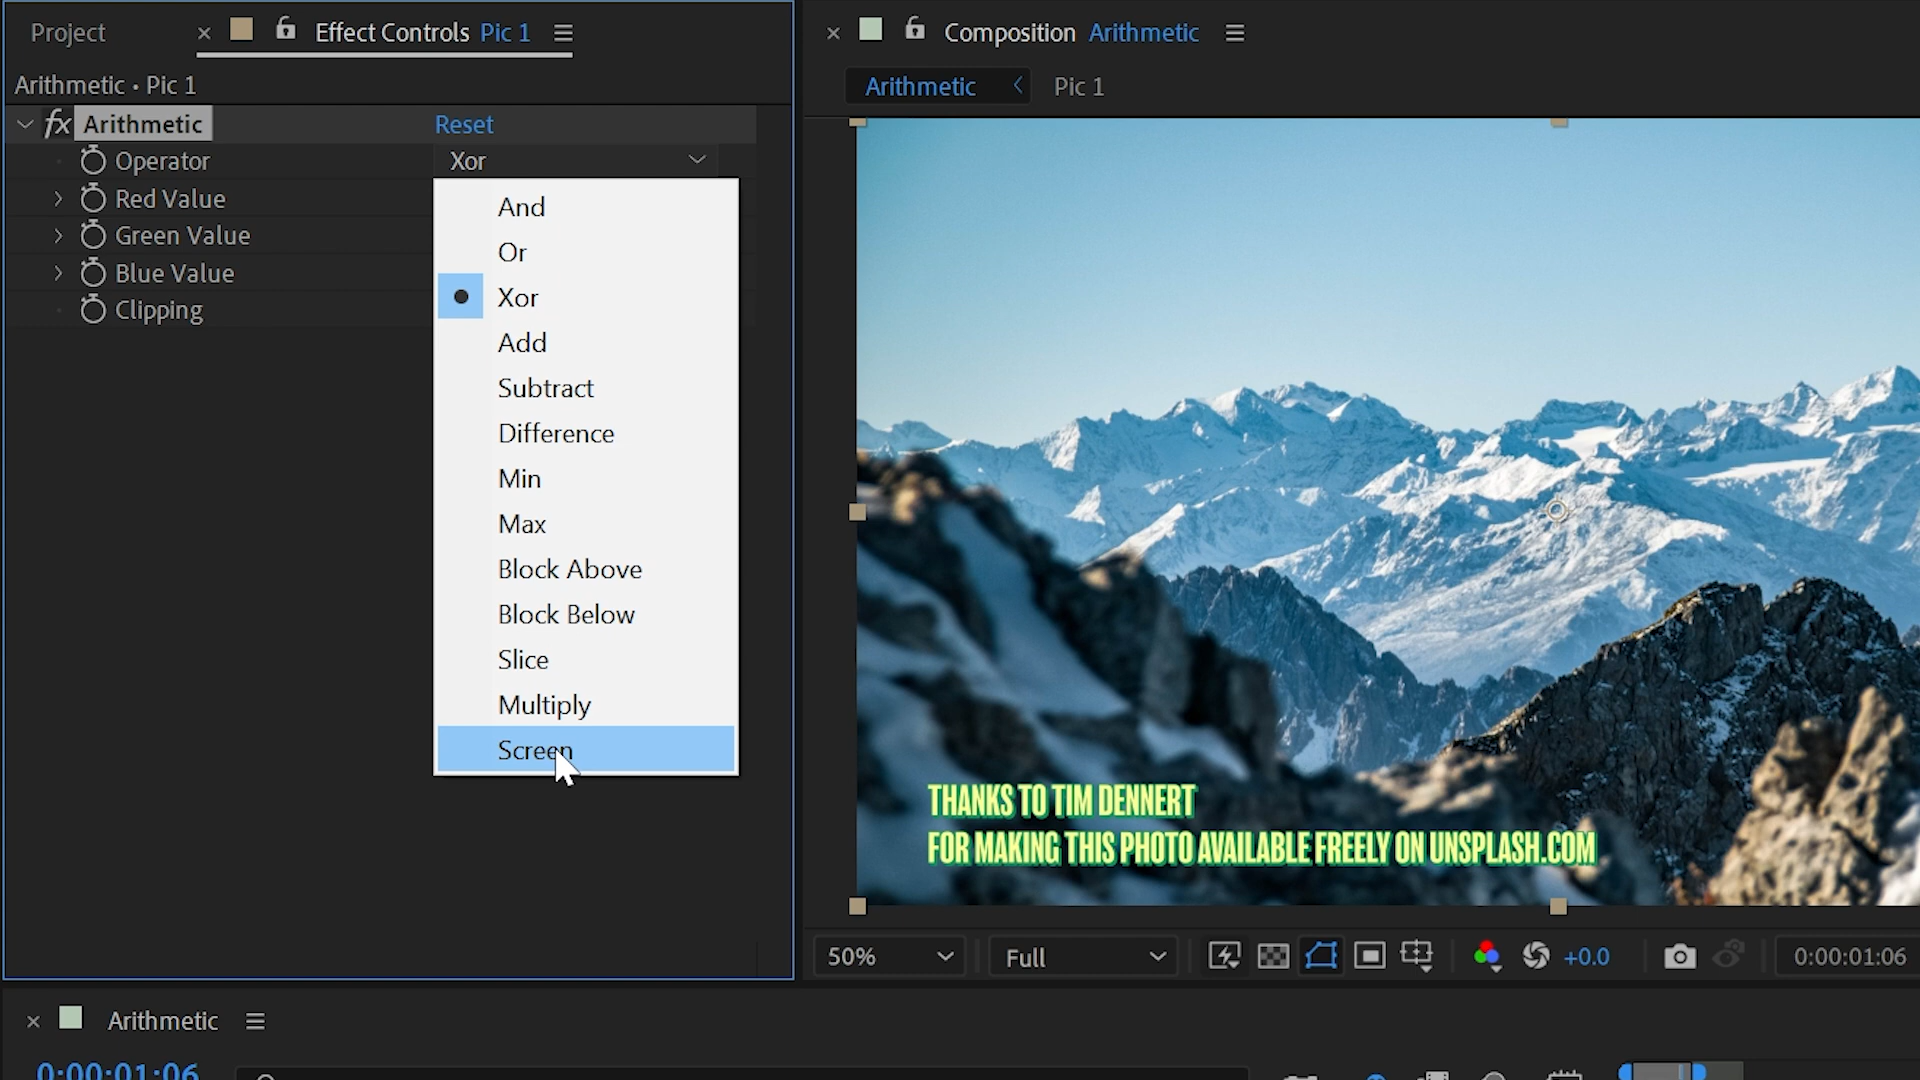 Project
Effect Controls Pic 1
Arithmetic • Pic 1
fx Arithmetic Reset
Operator Xor
Red Value
Green Value
Blue Value
Clipping
And
Or
Xor
Add
Subtract
Difference
Min
Max
Block Above
Block Below
Slice
Multiply
Screen
Composition Arithmetic
Arithmetic Pic 1
THANKS TO TIM DENNERT
FOR MAKING THIS PHOTO AVAILABLE FREELY ON UNSPLASH.COM
50% Full +0.0 0:00:01:06
Arithmetic
0:00:01:06